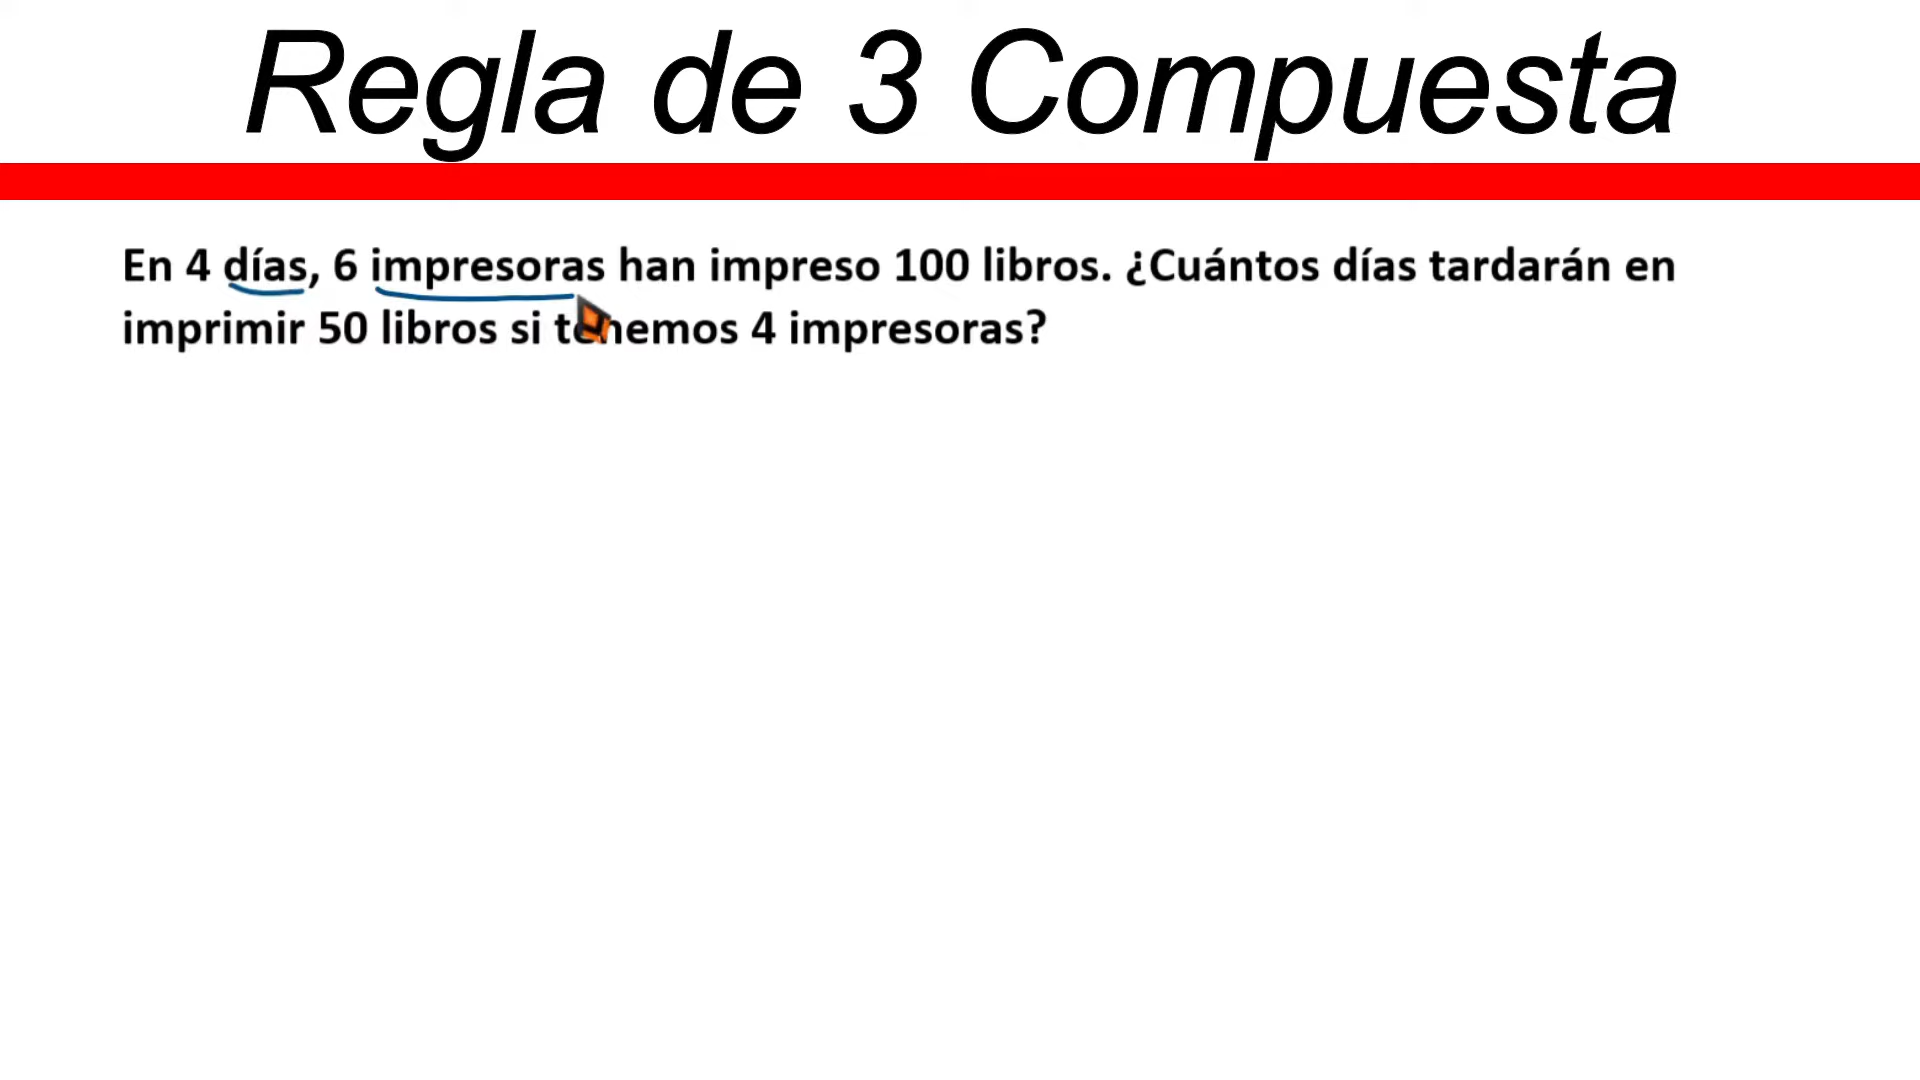 Regla de 3 Compuesta
En 4 días, 6 impresoras han impreso 100 libros. ¿Cuántos días tardarán en
imprimir 50 libros si tenemos 4 impresoras?